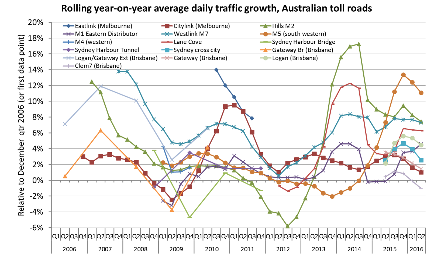 Rolling year-on-year average daily traffic growth, Australian toll roads
Relative to December qtr 2006 (or first data point)
Eastlink (Melbourne) Citylink (Melbourne) Hills M2
M1 Eastern Distributor Westlink M7 M5 (south western)
M4 (western) Lane Cove Sydney Harbour Bridge
Sydney Harbour Tunnel Sydney crosscity Gateway Br (Brisbane)
Logan/Gateway Ext (Brisbane) Gateway (Brisbane) Logan (Brisbane)
Clem7 (Brisbane)
20%
18%
16%
14%
12%
10%
8%
6%
4%
2%
0%
-2%
-4%
-6%
2006 2007 2008 2009 2010 2011 2012 2013 2014 2015 2016